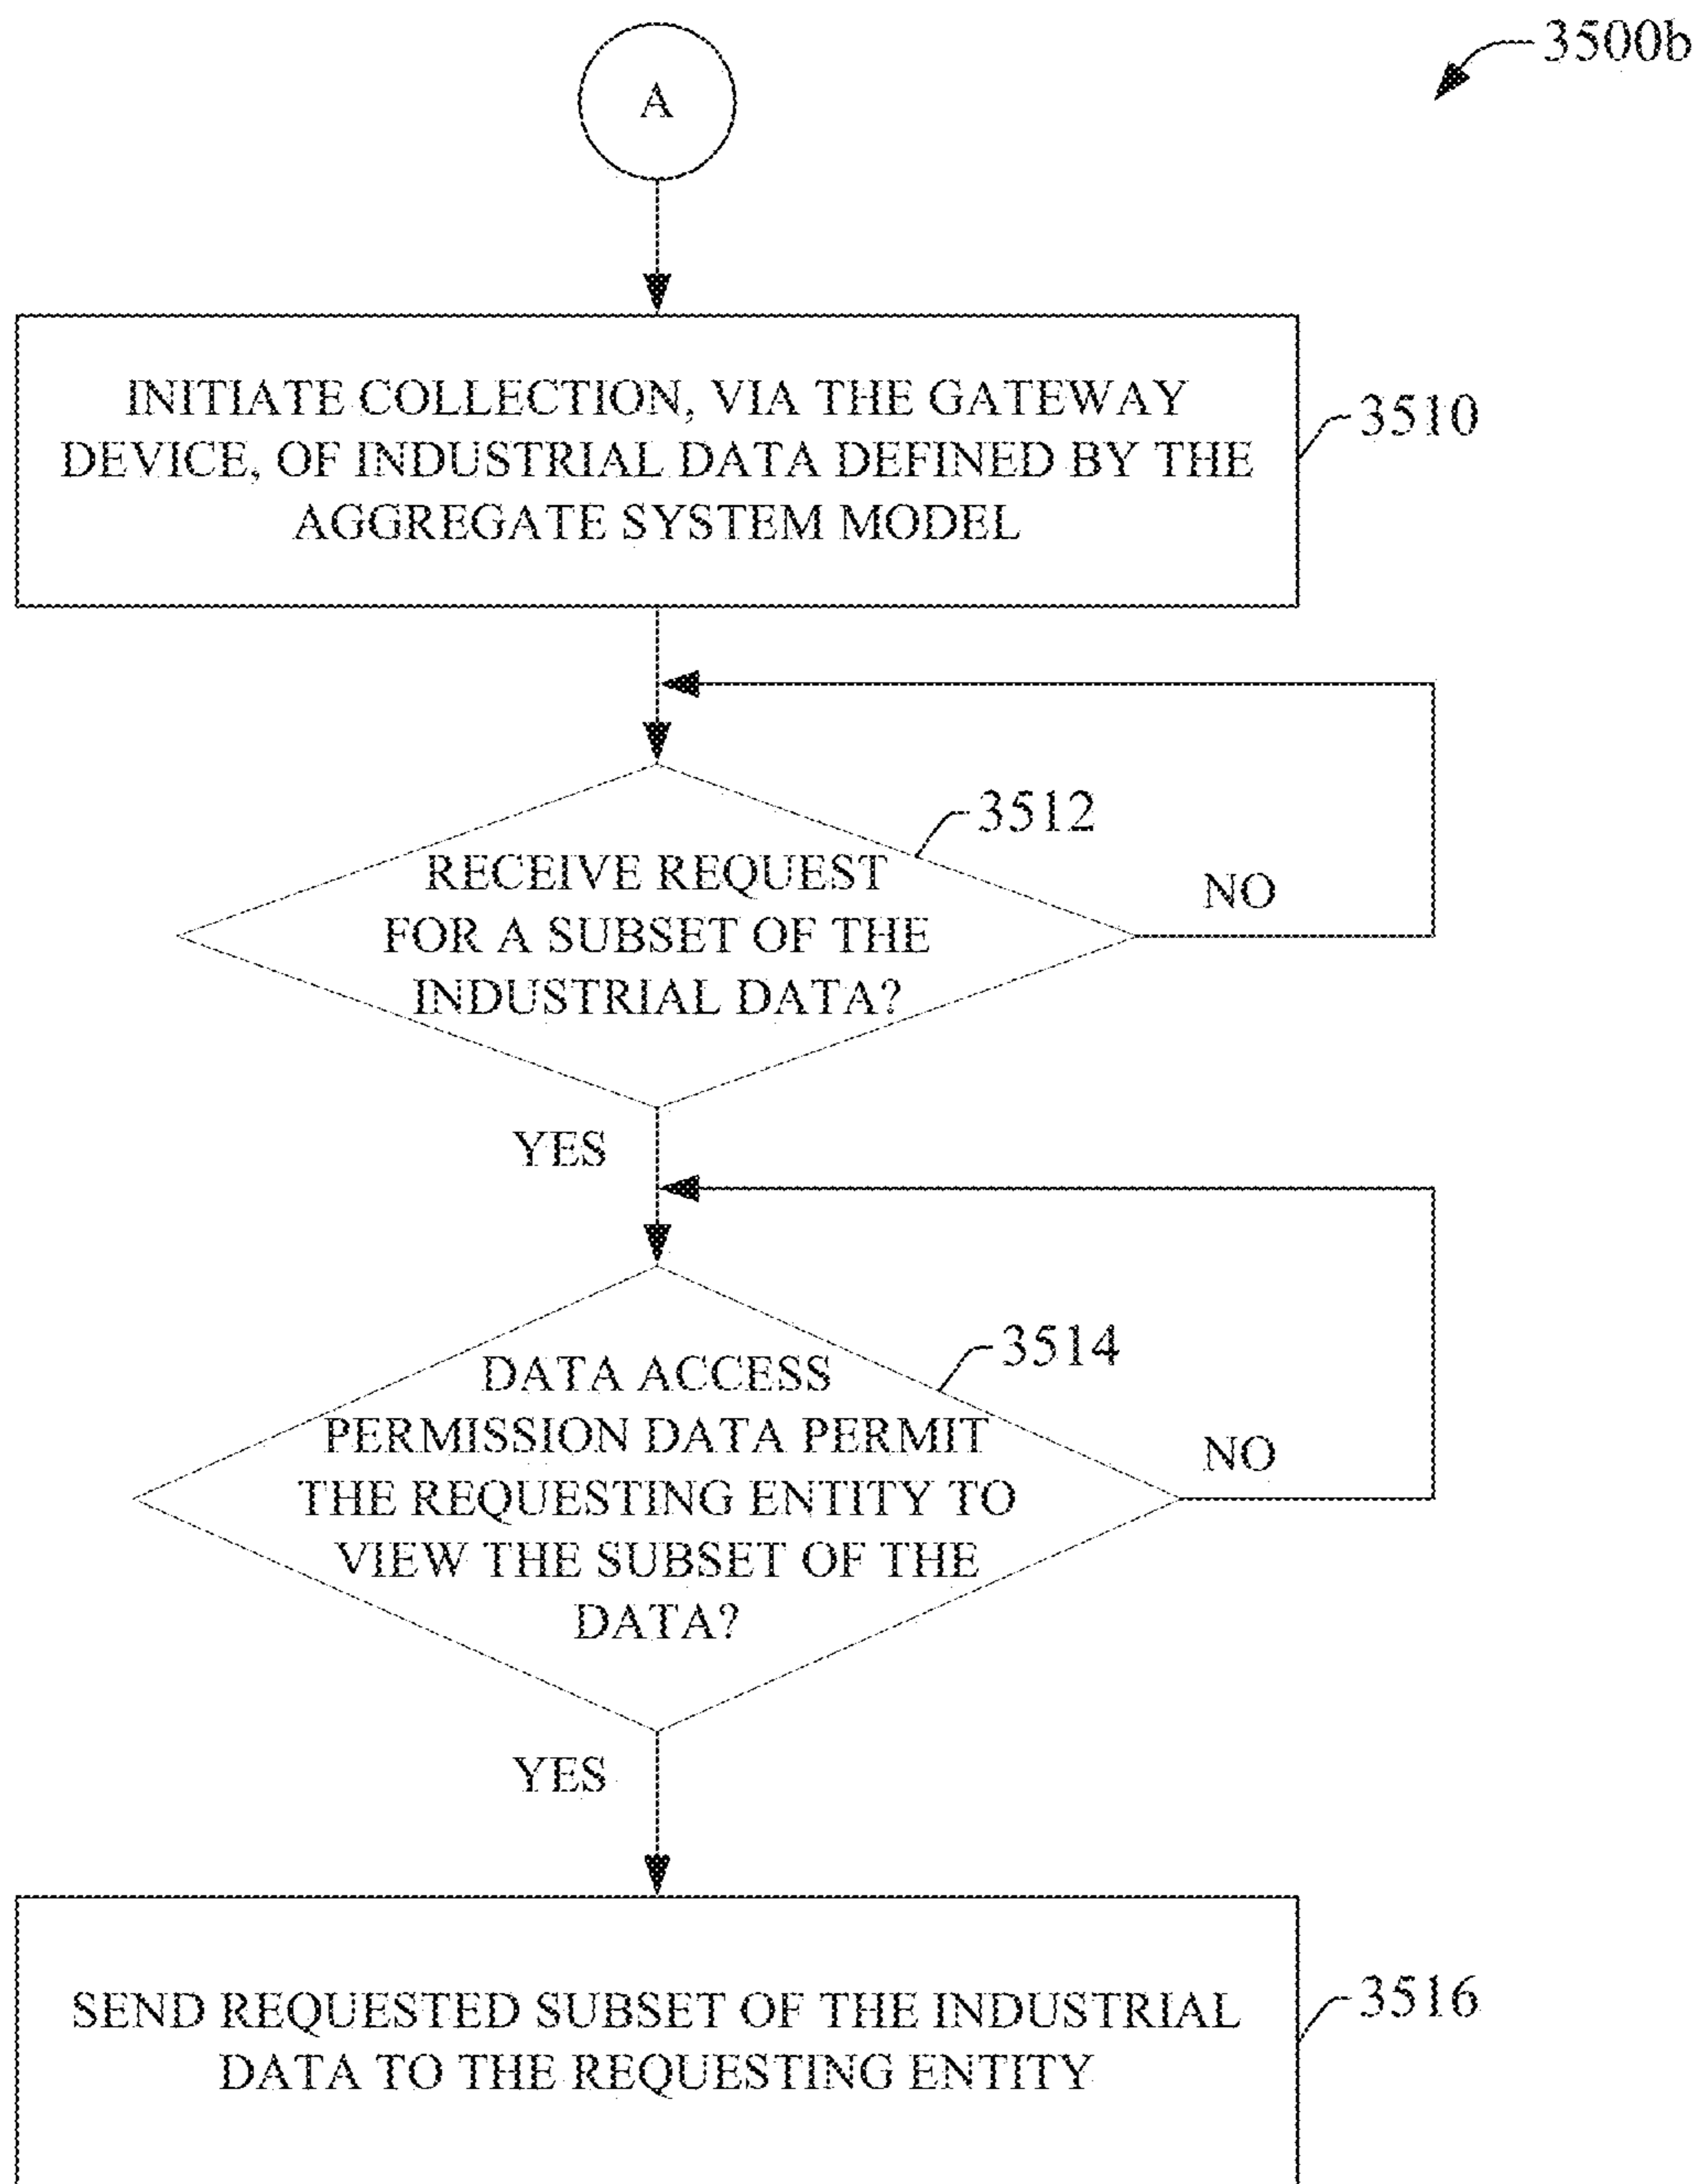 3500b
A
INITIATE COLLECTION, VIA THE GATEWAY
DEVICE, OF INDUSTRIAL DATA DEFINED BY THE
AGGREGATE SYSTEM MODEL
3510
3512
RECEIVE REQUEST
FOR A SUBSET OF THE
INDUSTRIAL DATA?
NO
YES
3514
DATA ACCESS
PERMISSION DATA PERMIT
THE REQUESTING ENTITY TO
VIEW THE SUBSET OF THE
DATA?
NO
YES
SEND REQUESTED SUBSET OF THE INDUSTRIAL
DATA TO THE REQUESTING ENTITY
3516